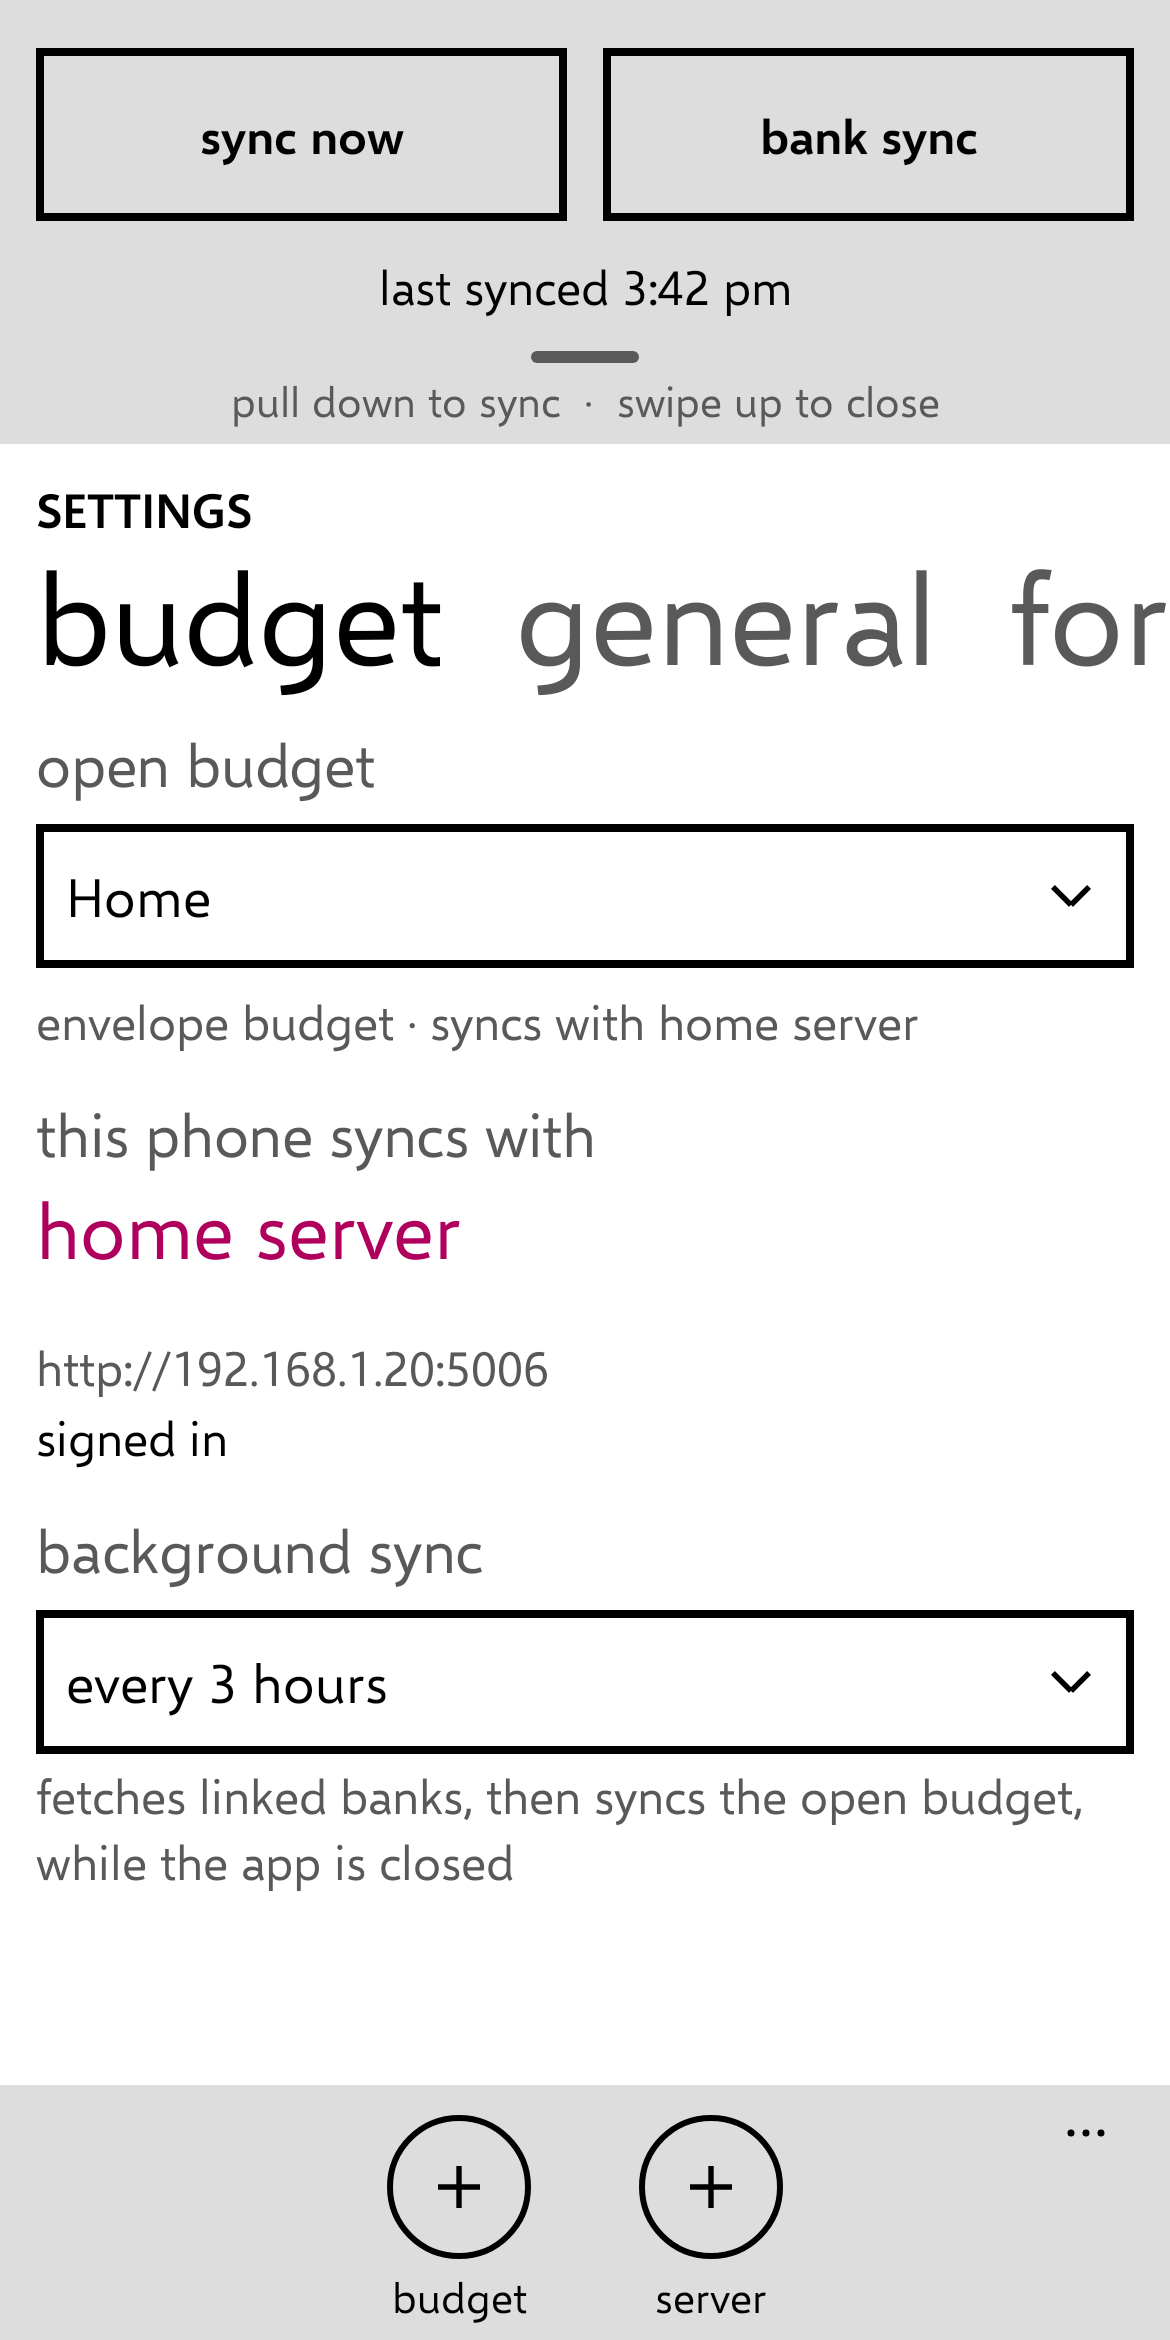 sync now
bank sync
last synced 3:42 pm
pull down to sync · swipe up to close
SETTINGS
budget general for
open budget
Home
envelope budget · syncs with home server
this phone syncs with
home server
http://192.168.1.20:5006
signed in
background sync
every 3 hours
fetches linked banks, then syncs the open budget,
while the app is closed
budget
server